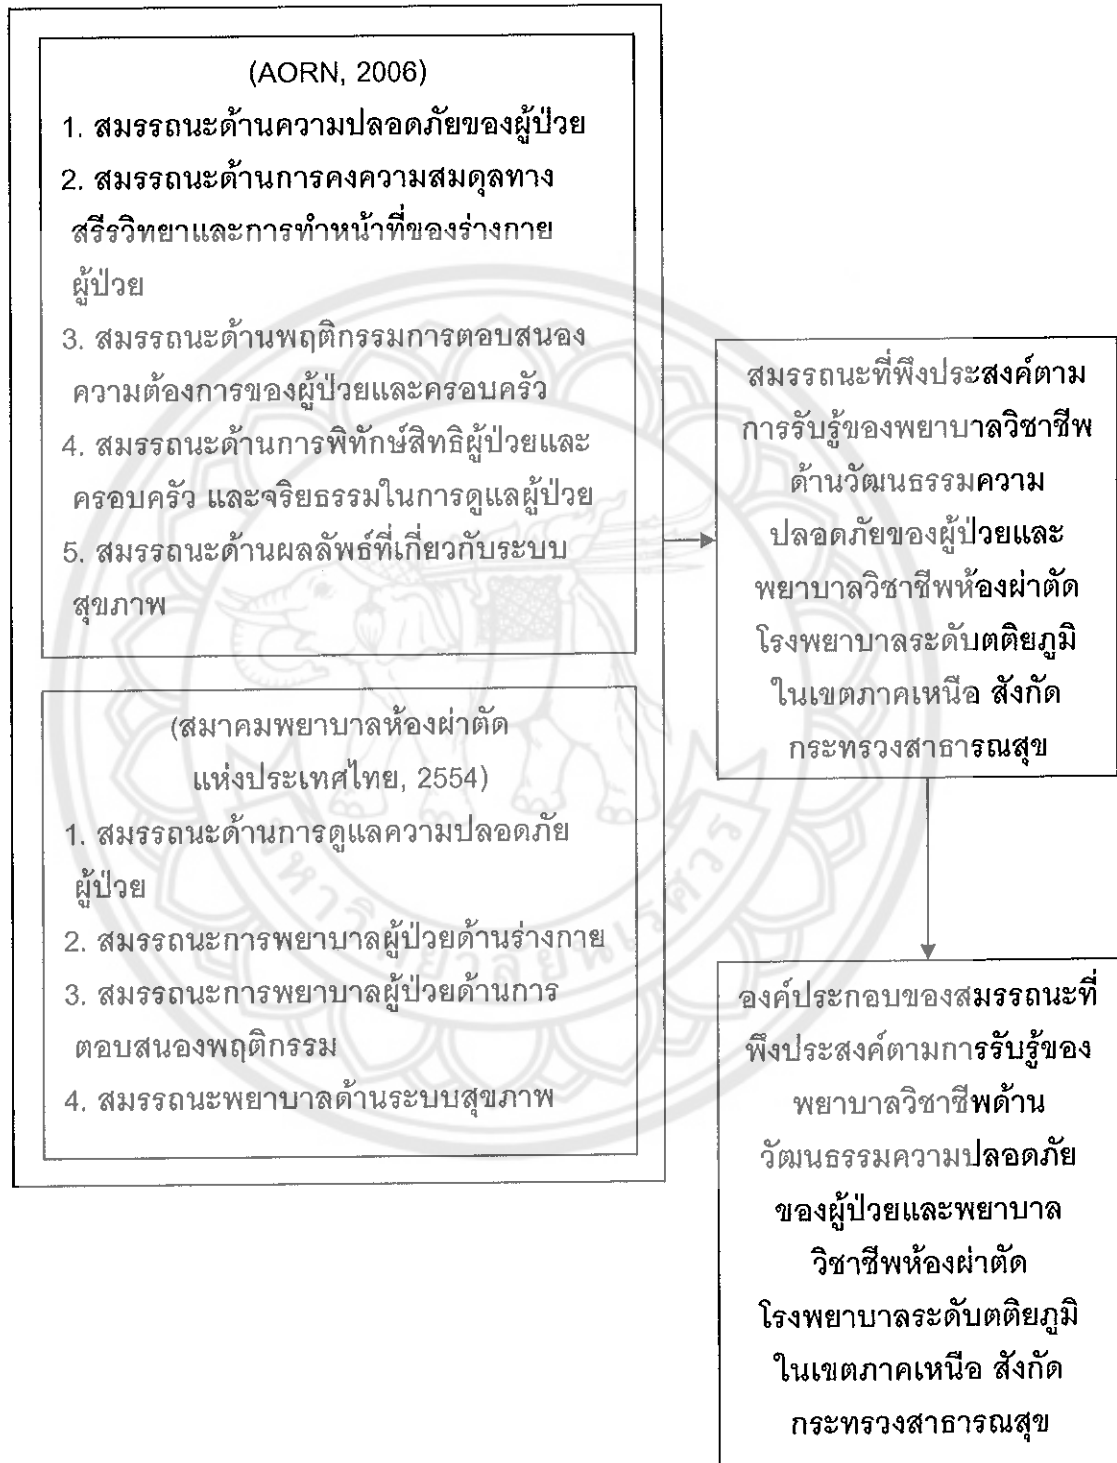 (AORN, 2006)
1. สมรรถนะด้านความปลอดภัยของผู้ป่วย
2. สมรรถนะด้านการคงความสมดุลทาง
สรีรวิทยาและการทำหน้าที่ของร่างกาย
ผู้ป่วย
3. สมรรถนะด้านพฤติกรรมการตอบสนอง
ความต้องการของผู้ป่วยและครอบครัว
4. สมรรถนะด้านการพิทักษ์สิทธิผู้ป่วยและ
ครอบครัว และจริยธรรมในการดูแลผู้ป่วย
5. สมรรถนะด้านผลลัพธ์ที่เกี่ยวกับระบบ
สุขภาพ
(สมาคมพยาบาลห้องผ่าตัด
แห่งประเทศไทย, 2554)
1. สมรรถนะด้านการดูแลความปลอดภัย
ผู้ป่วย
2. สมรรถนะการพยาบาลผู้ป่วยด้านร่างกาย
3. สมรรถนะการพยาบาลผู้ป่วยด้านการ
ตอบสนองพฤติกรรม
4. สมรรถนะพยาบาลด้านระบบสุขภาพ
สมรรถนะที่พึงประสงค์ตาม
การรับรู้ของพยาบาลวิชาชีพ
ด้านวัฒนธรรมความ
ปลอดภัยของผู้ป่วยและ
พยาบาลวิชาชีพห้องผ่าตัด
โรงพยาบาลระดับตติยภูมิ
ในเขตภาคเหนือ สังกัด
กระทรวงสาธารณสุข
องค์ประกอบของสมรรถนะที่
พึงประสงค์ตามการรับรู้ของ
พยาบาลวิชาชีพด้าน
วัฒนธรรมความปลอดภัย
ของผู้ป่วยและพยาบาล
วิชาชีพห้องผ่าตัด
โรงพยาบาลระดับตติยภูมิ
ในเขตภาคเหนือ สังกัด
กระทรวงสาธารณสุข
มหาวิทยาลัยนเรศวร